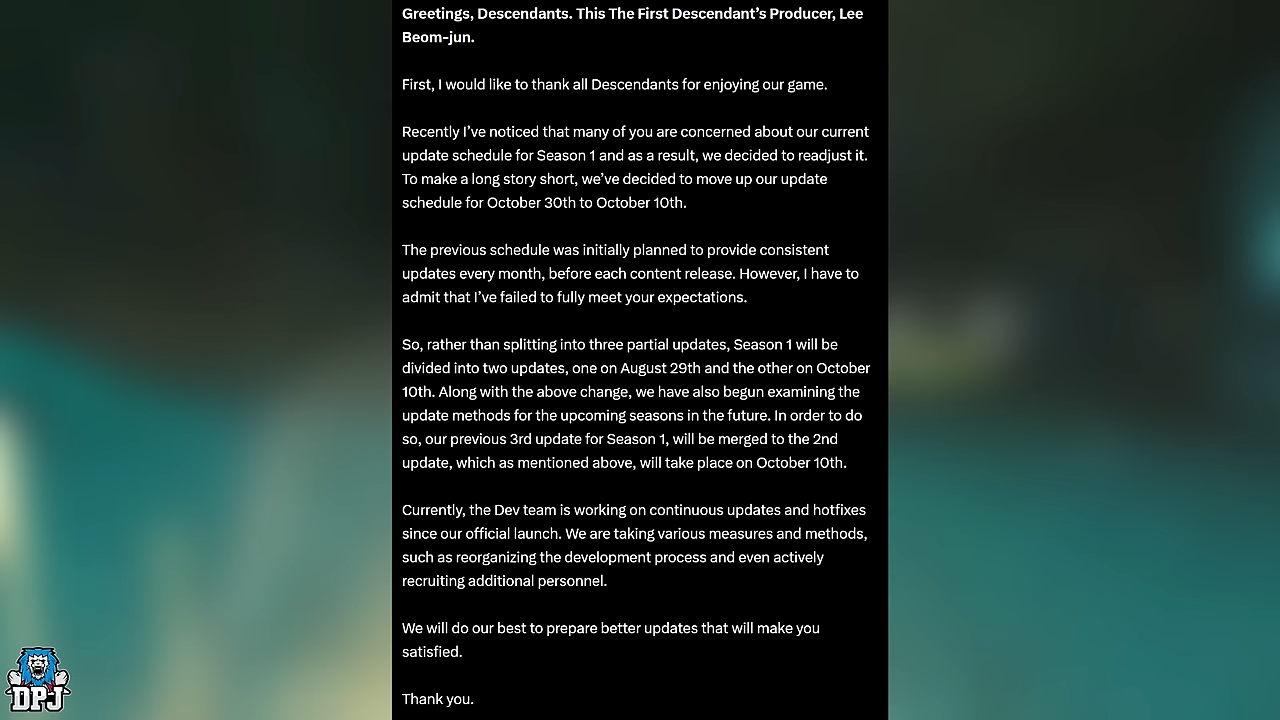 Greetings, Descendants. This The First Descendant’s Producer, Lee
Beom-jun.
First, I would like to thank all Descendants for enjoying our game.
Recently I’ve noticed that many of you are concerned about our current
update schedule for Season 1 and as a result, we decided to readjust it.
To make a long story short, we’ve decided to move up our update
schedule for October 30th to October 10th.
The previous schedule was initially planned to provide consistent
updates every month, before each content release. However, I have to
admit that I’ve failed to fully meet your expectations.
So, rather than splitting into three partial updates, Season 1 will be
divided into two updates, one on August 29th and the other on October
10th. Along with the above change, we have also begun examining the
update methods for the upcoming seasons in the future. In order to do
so, our previous 3rd update for Season 1, will be merged to the 2nd
update, which as mentioned above, will take place on October 10th.
Currently, the Dev team is working on continuous updates and hotfixes
since our official launch. We are taking various measures and methods,
such as reorganizing the development process and even actively
recruiting additional personnel.
We will do our best to prepare better updates that will make you
satisfied.
Thank you.
DPJ